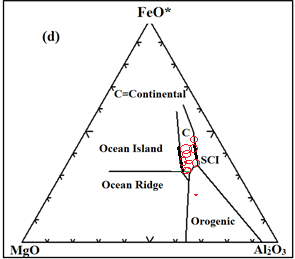 FeO*
(d)
C=Continental
C
Ocean Island
SCI
Ocean Ridge
Orogenic
MgO
Al₂O₃